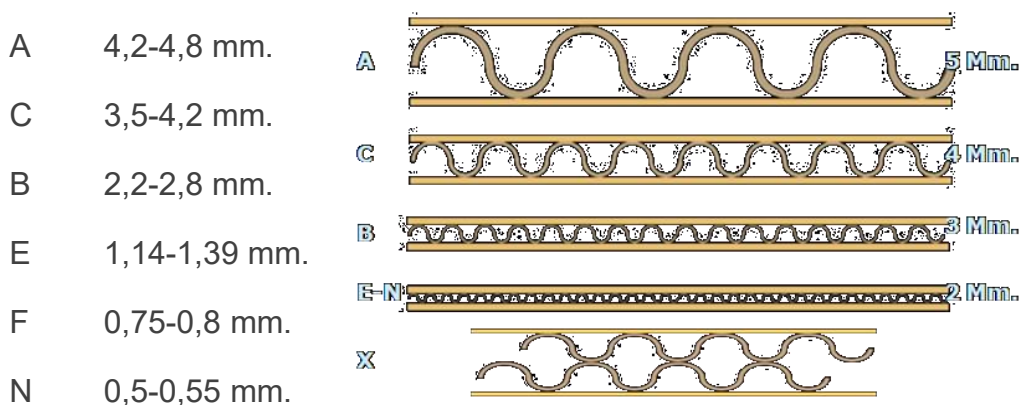 A 4,2-4,8 mm.
C 3,5-4,2 mm.
B 2,2-2,8 mm.
E 1,14-1,39 mm.
F 0,75-0,8 mm.
N 0,5-0,55 mm.
A 5 Mm.
C 4 Mm.
B 3 Mm.
E-N 2 Mm.
X